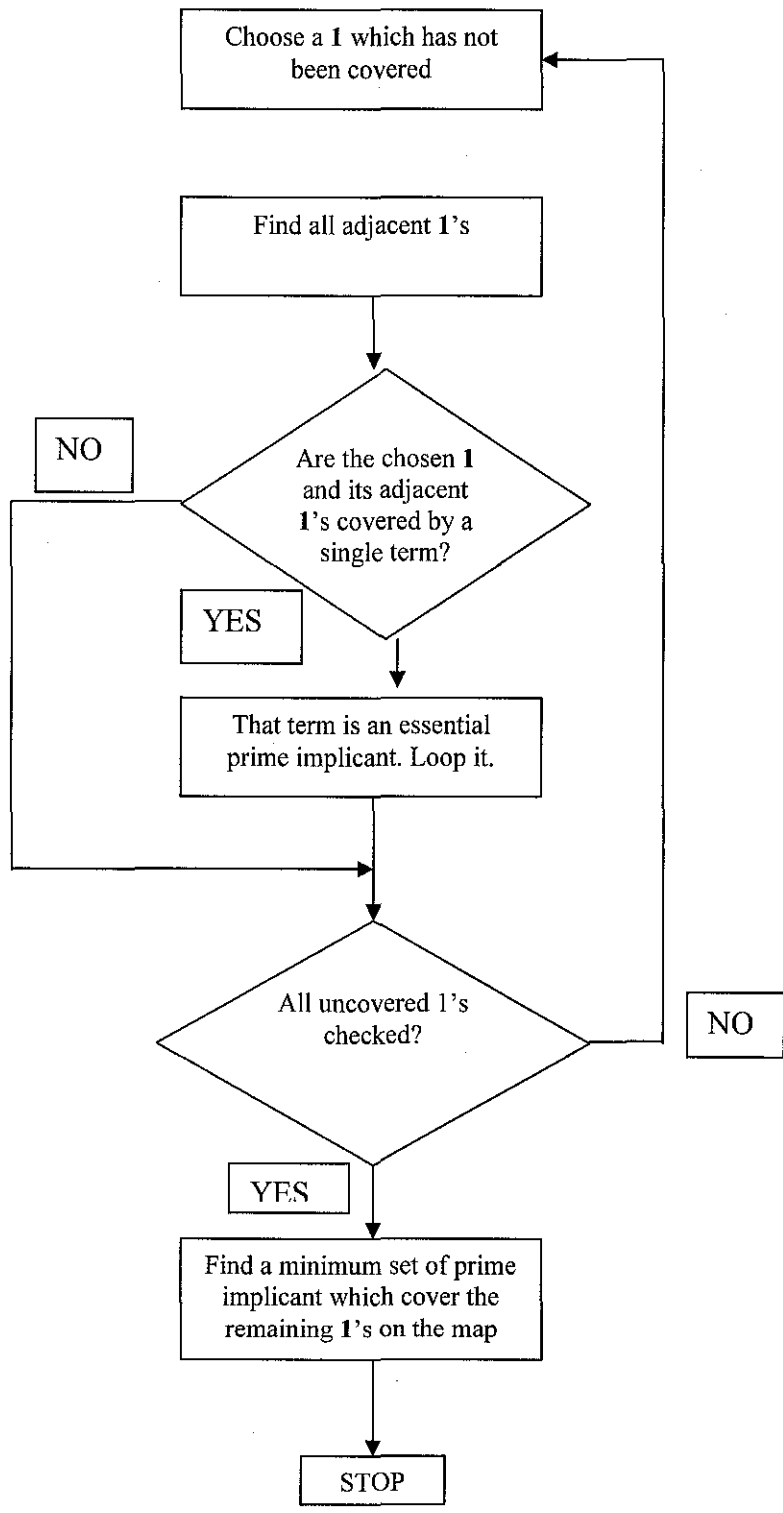 Choose a 1 which has not
been covered
Find all adjacent 1's
NO
Are the chosen 1
and its adjacent
1's covered by a
single term?
YES
That term is an essential
prime implicant. Loop it.
All uncovered 1's
checked?
NO
YES
Find a minimum set of prime
implicant which cover the
remaining 1's on the map
STOP